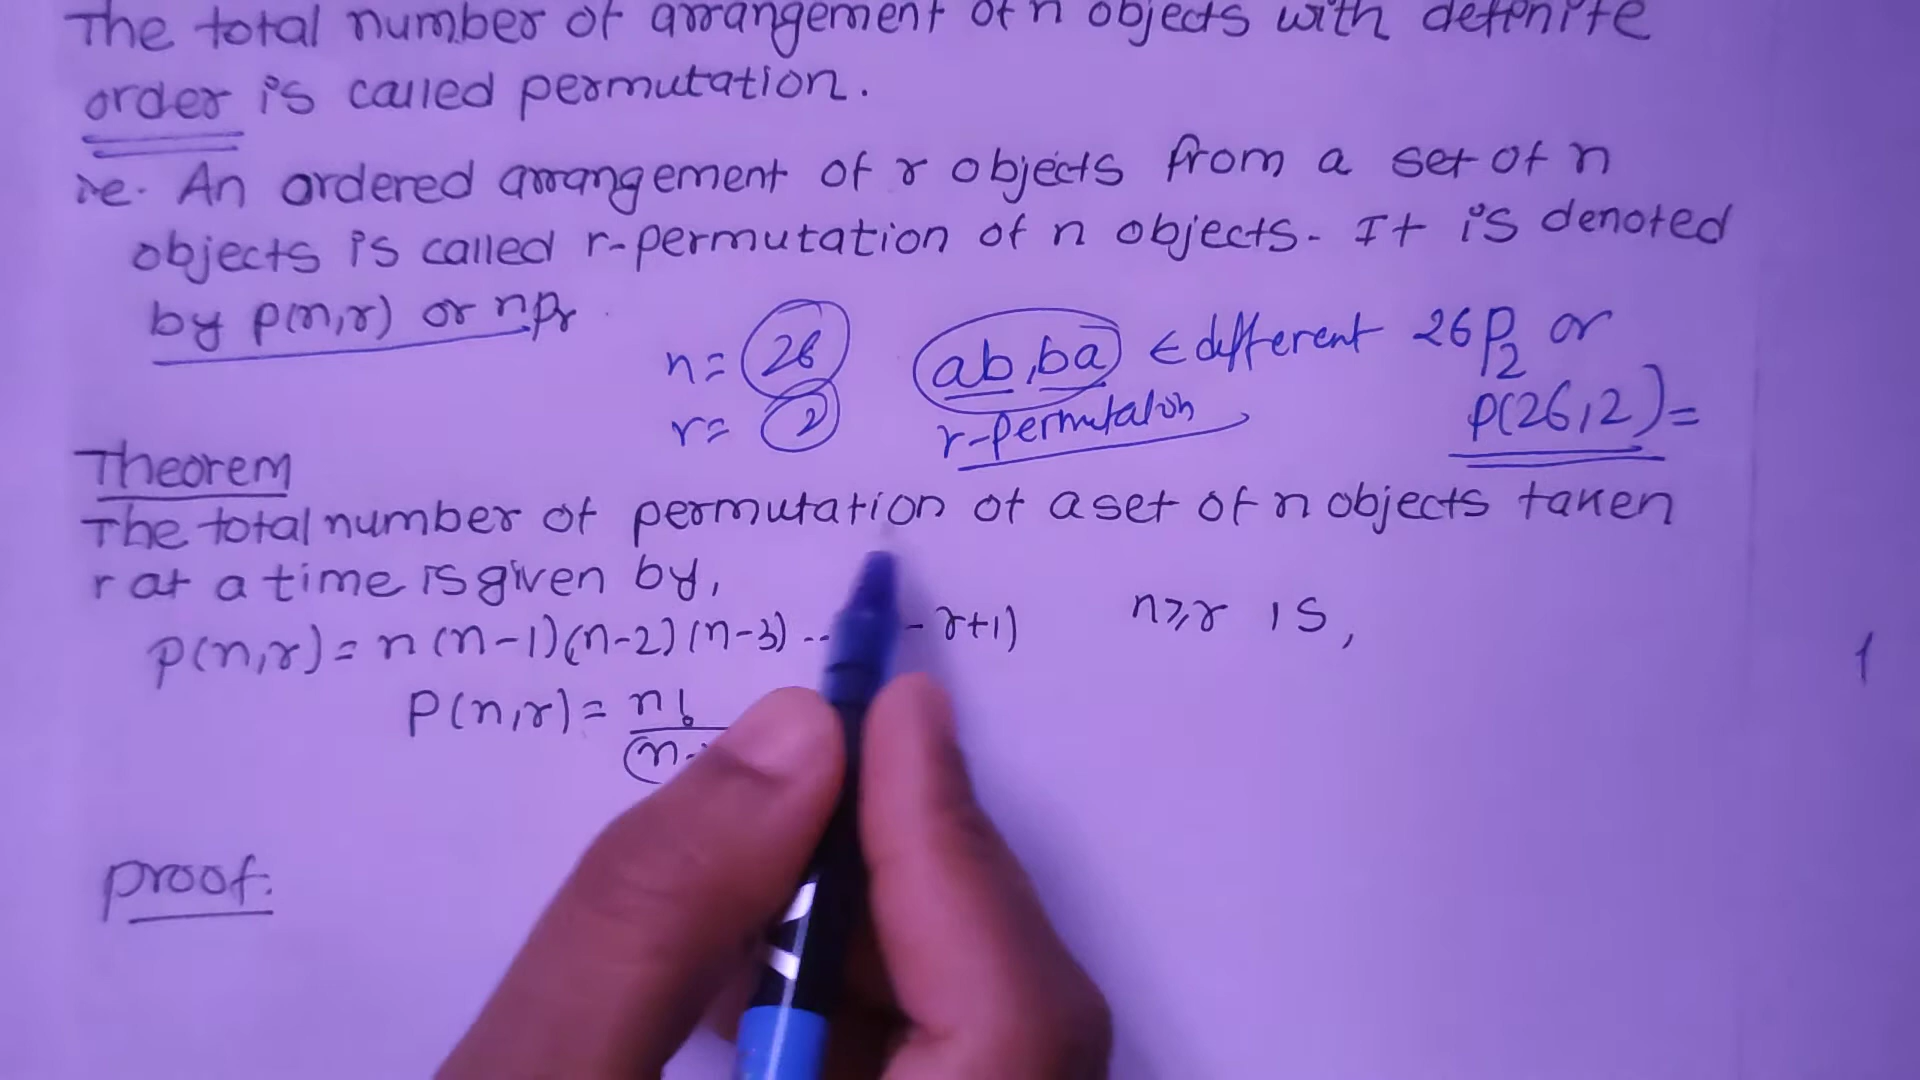 The total number of arrangement of n objects with definite
order is called permutation.
ie. An ordered arrangement of r objects from a set of n
objects is called r-permutation of n objects. It is denoted
by p(n,r) or nPr
n = 26
r = 2
ab, ba ∈ different 26P2 or
r-permutation
P(26,2) =
Theorem
The total number of permutation of a set of n objects taken
r at a time is given by,
n≥r is,
p(n,r) = n(n-1)(n-2)(n-3) .. - r+1)
P(n,r) = n!
(n-
Proof: